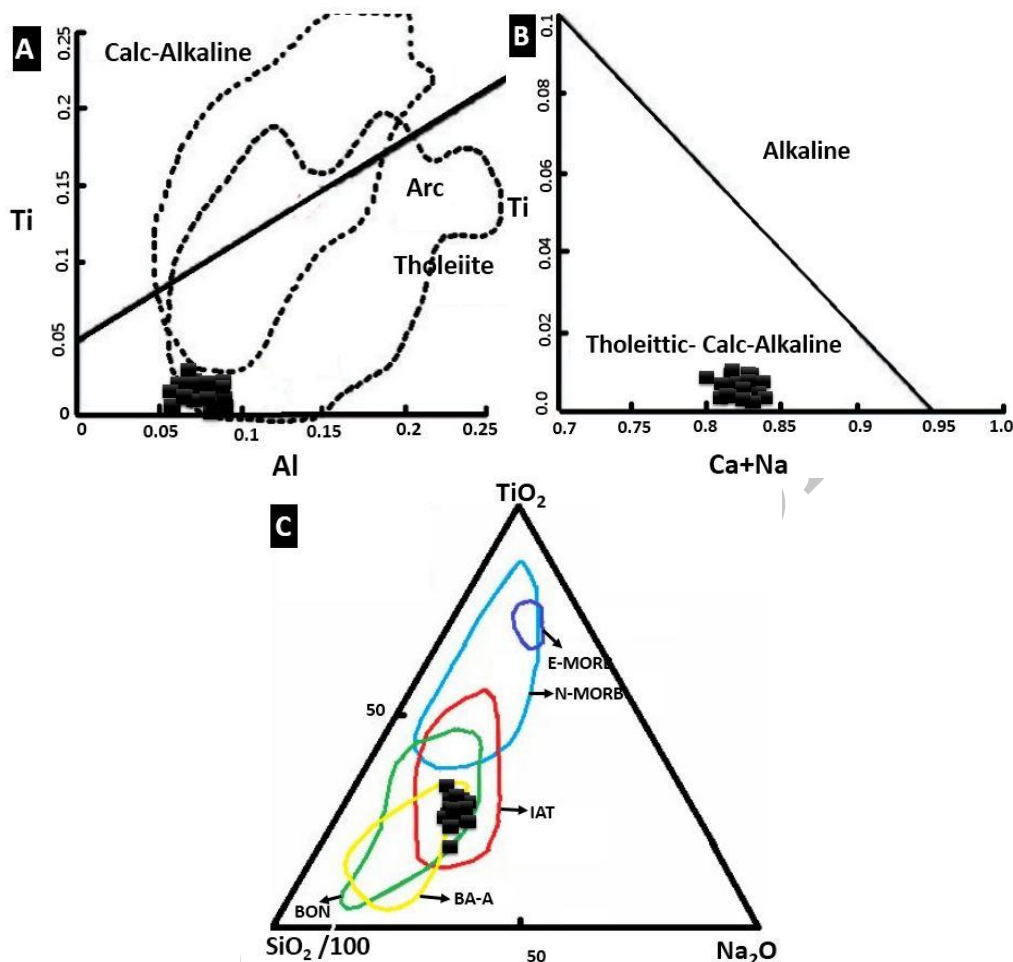 A
Calc-Alkaline
0.25
0.2
0.15
0.1
0.05
0
Ti
Arc
Tholeiite
0
0.05
0.1
0.15
0.2
0.25
Al
B
0.1
0.08
0.06
0.04
0.02
0.0
Ti
Alkaline
Tholeittic- Calc-Alkaline
0.7
0.75
0.8
0.85
0.9
0.95
1.0
Ca+Na
C
TiO2
E-MORB
N-MORB
50
IAT
BON
BA-A
SiO2 /100
50
Na2O